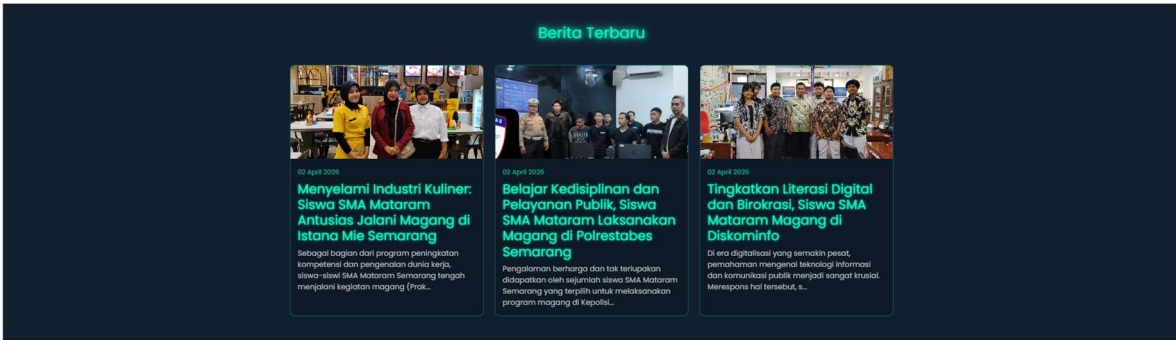 Berita Terbaru
02 April 2026
Menyelami Industri Kuliner:
Siswa SMA Mataram
Antusias Jalani Magang di
Istana Mie Semarang
Sebagai bagian dari program peningkatan
kompetensi dan pengenalan dunia kerja,
siswa-siswi SMA Mataram Semarang tengah
menjalani kegiatan magang (Prak...
02 April 2026
Belajar Kedisiplinan dan
Pelayanan Publik, Siswa
SMA Mataram Laksanakan
Magang di Polrestabes
Semarang
Pengalaman berharga dan tak terlupakan
didapatkan oleh sejumlah siswa SMA Mataram
Semarang yang terpilih untuk melaksanakan
program magang di Kepolisi...
02 April 2026
Tingkatkan Literasi Digital
dan Birokrasi, Siswa SMA
Mataram Magang di
Diskominfo
Di era digitalisasi yang semakin pesat,
pemahaman mengenai teknologi informasi
dan komunikasi publik menjadi sangat krusial.
Merespons hal tersebut, s...